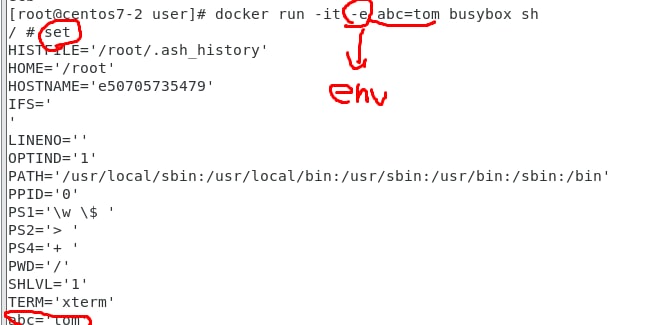 [root@centos7-2 user]# docker run -it -e abc=tom busybox sh
/ # set
HISTFILE='/root/.ash_history'
HOME='/root'
env
HOSTNAME='e50705735479'
IFS='
'
LINENO=''
OPTIND='1'
PATH='/usr/local/sbin:/usr/local/bin:/usr/sbin:/usr/bin:/sbin:/bin'
PPID='0'
PS1='\w \$ '
PS2='> '
PS4='+ '
PWD='/'
SHLVL='1'
TERM='xterm'
abc='tom'